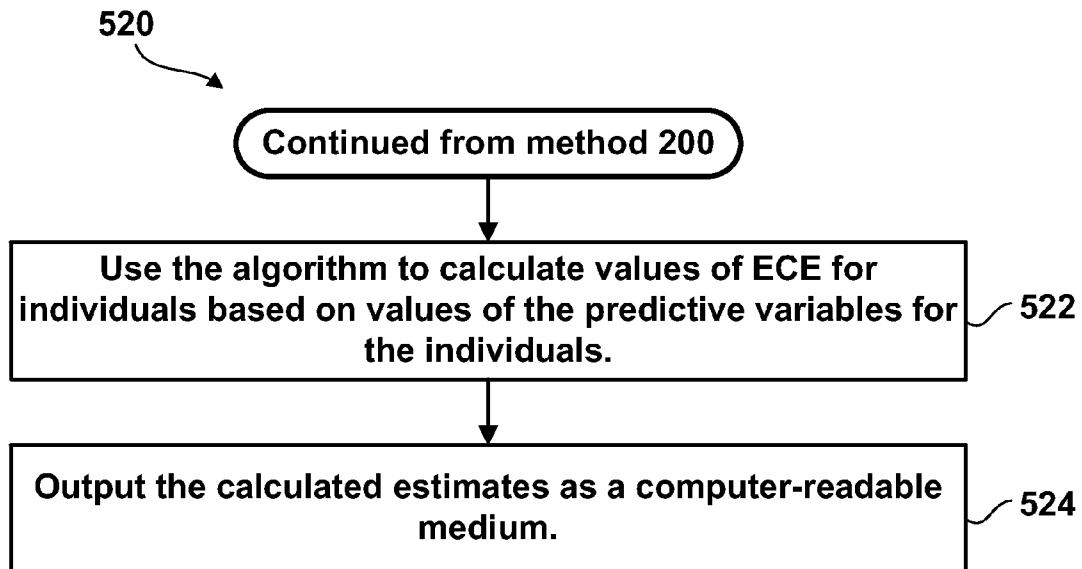 520
Continued from method 200
Use the algorithm to calculate values of ECE for
individuals based on values of the predictive variables for
the individuals.
522
Output the calculated estimates as a computer-readable
medium.
524